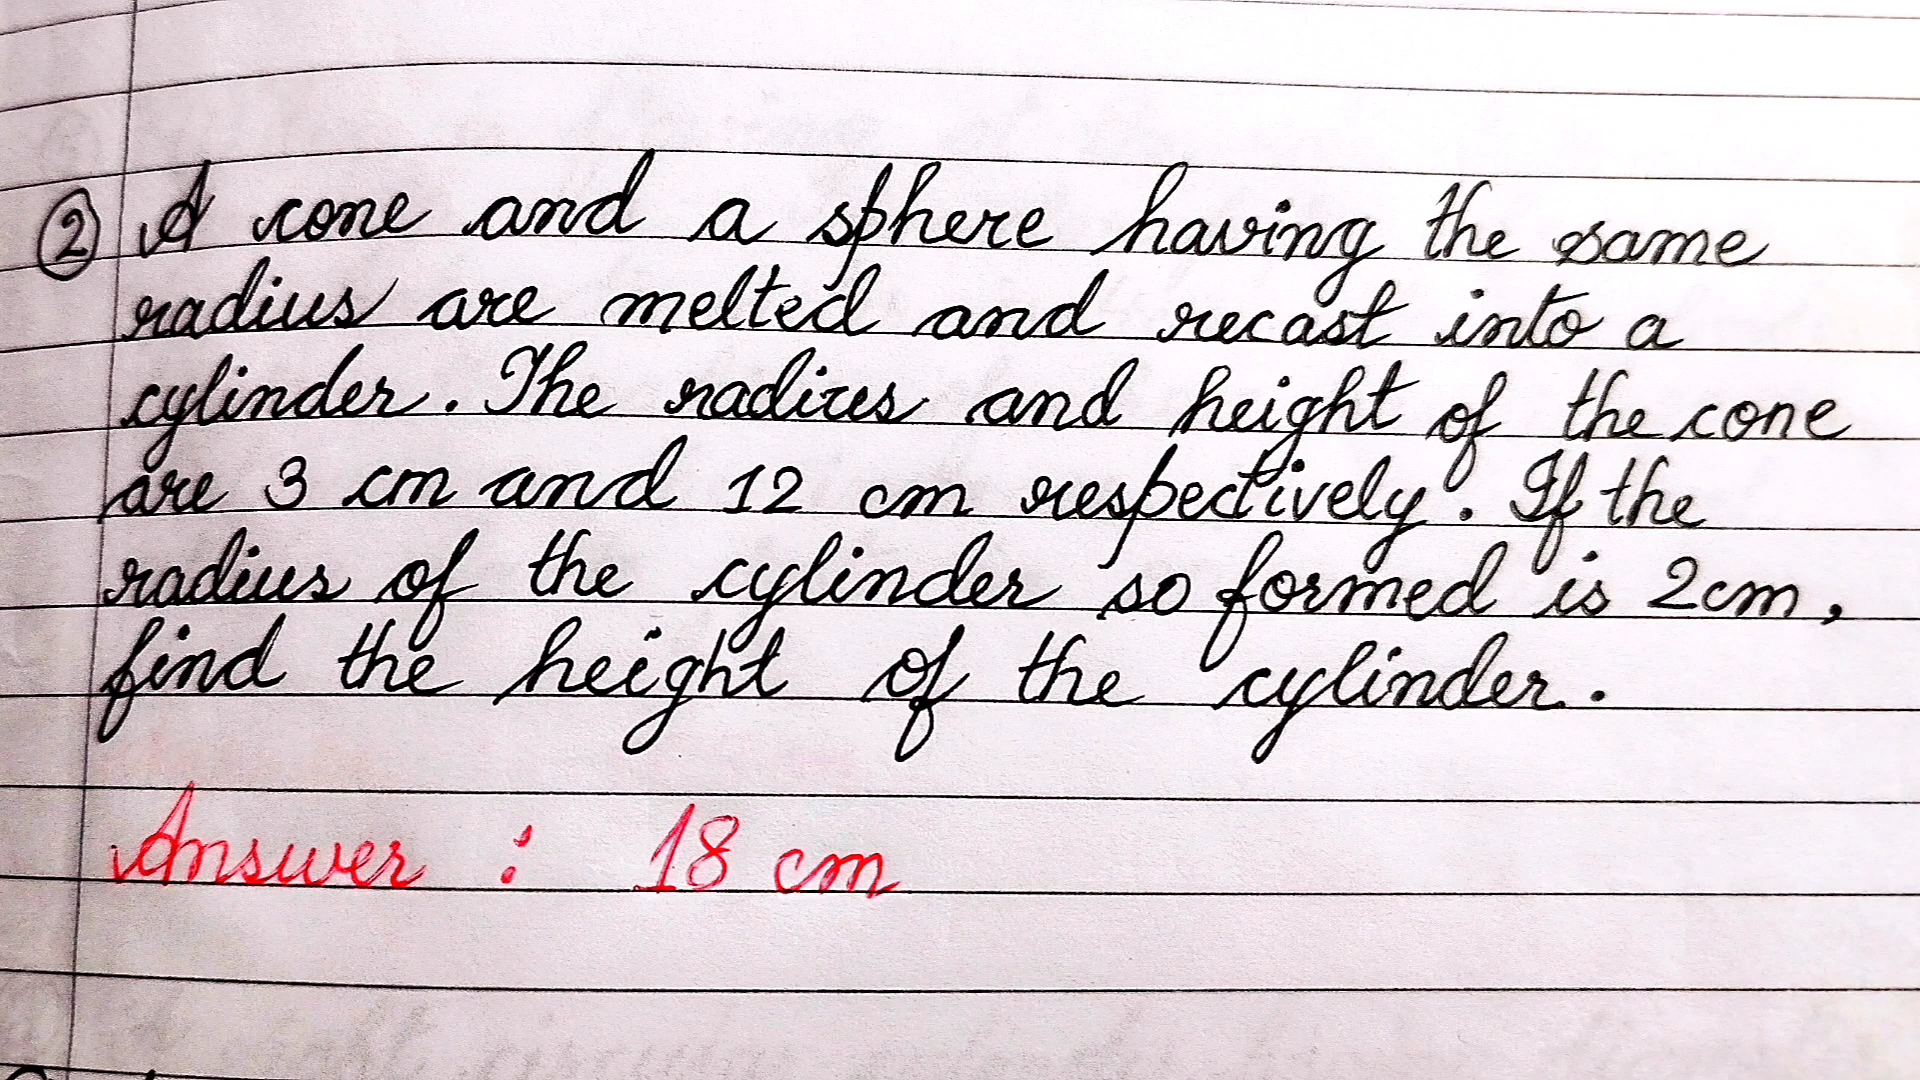 ② A cone and a sphere having the same
radius are melted and recast into a
cylinder. The radius and height of the cone
are 3 cm and 12 cm respectively. If the
radius of the cylinder so formed is 2cm,
find the height of the cylinder.
Answer : 18 cm